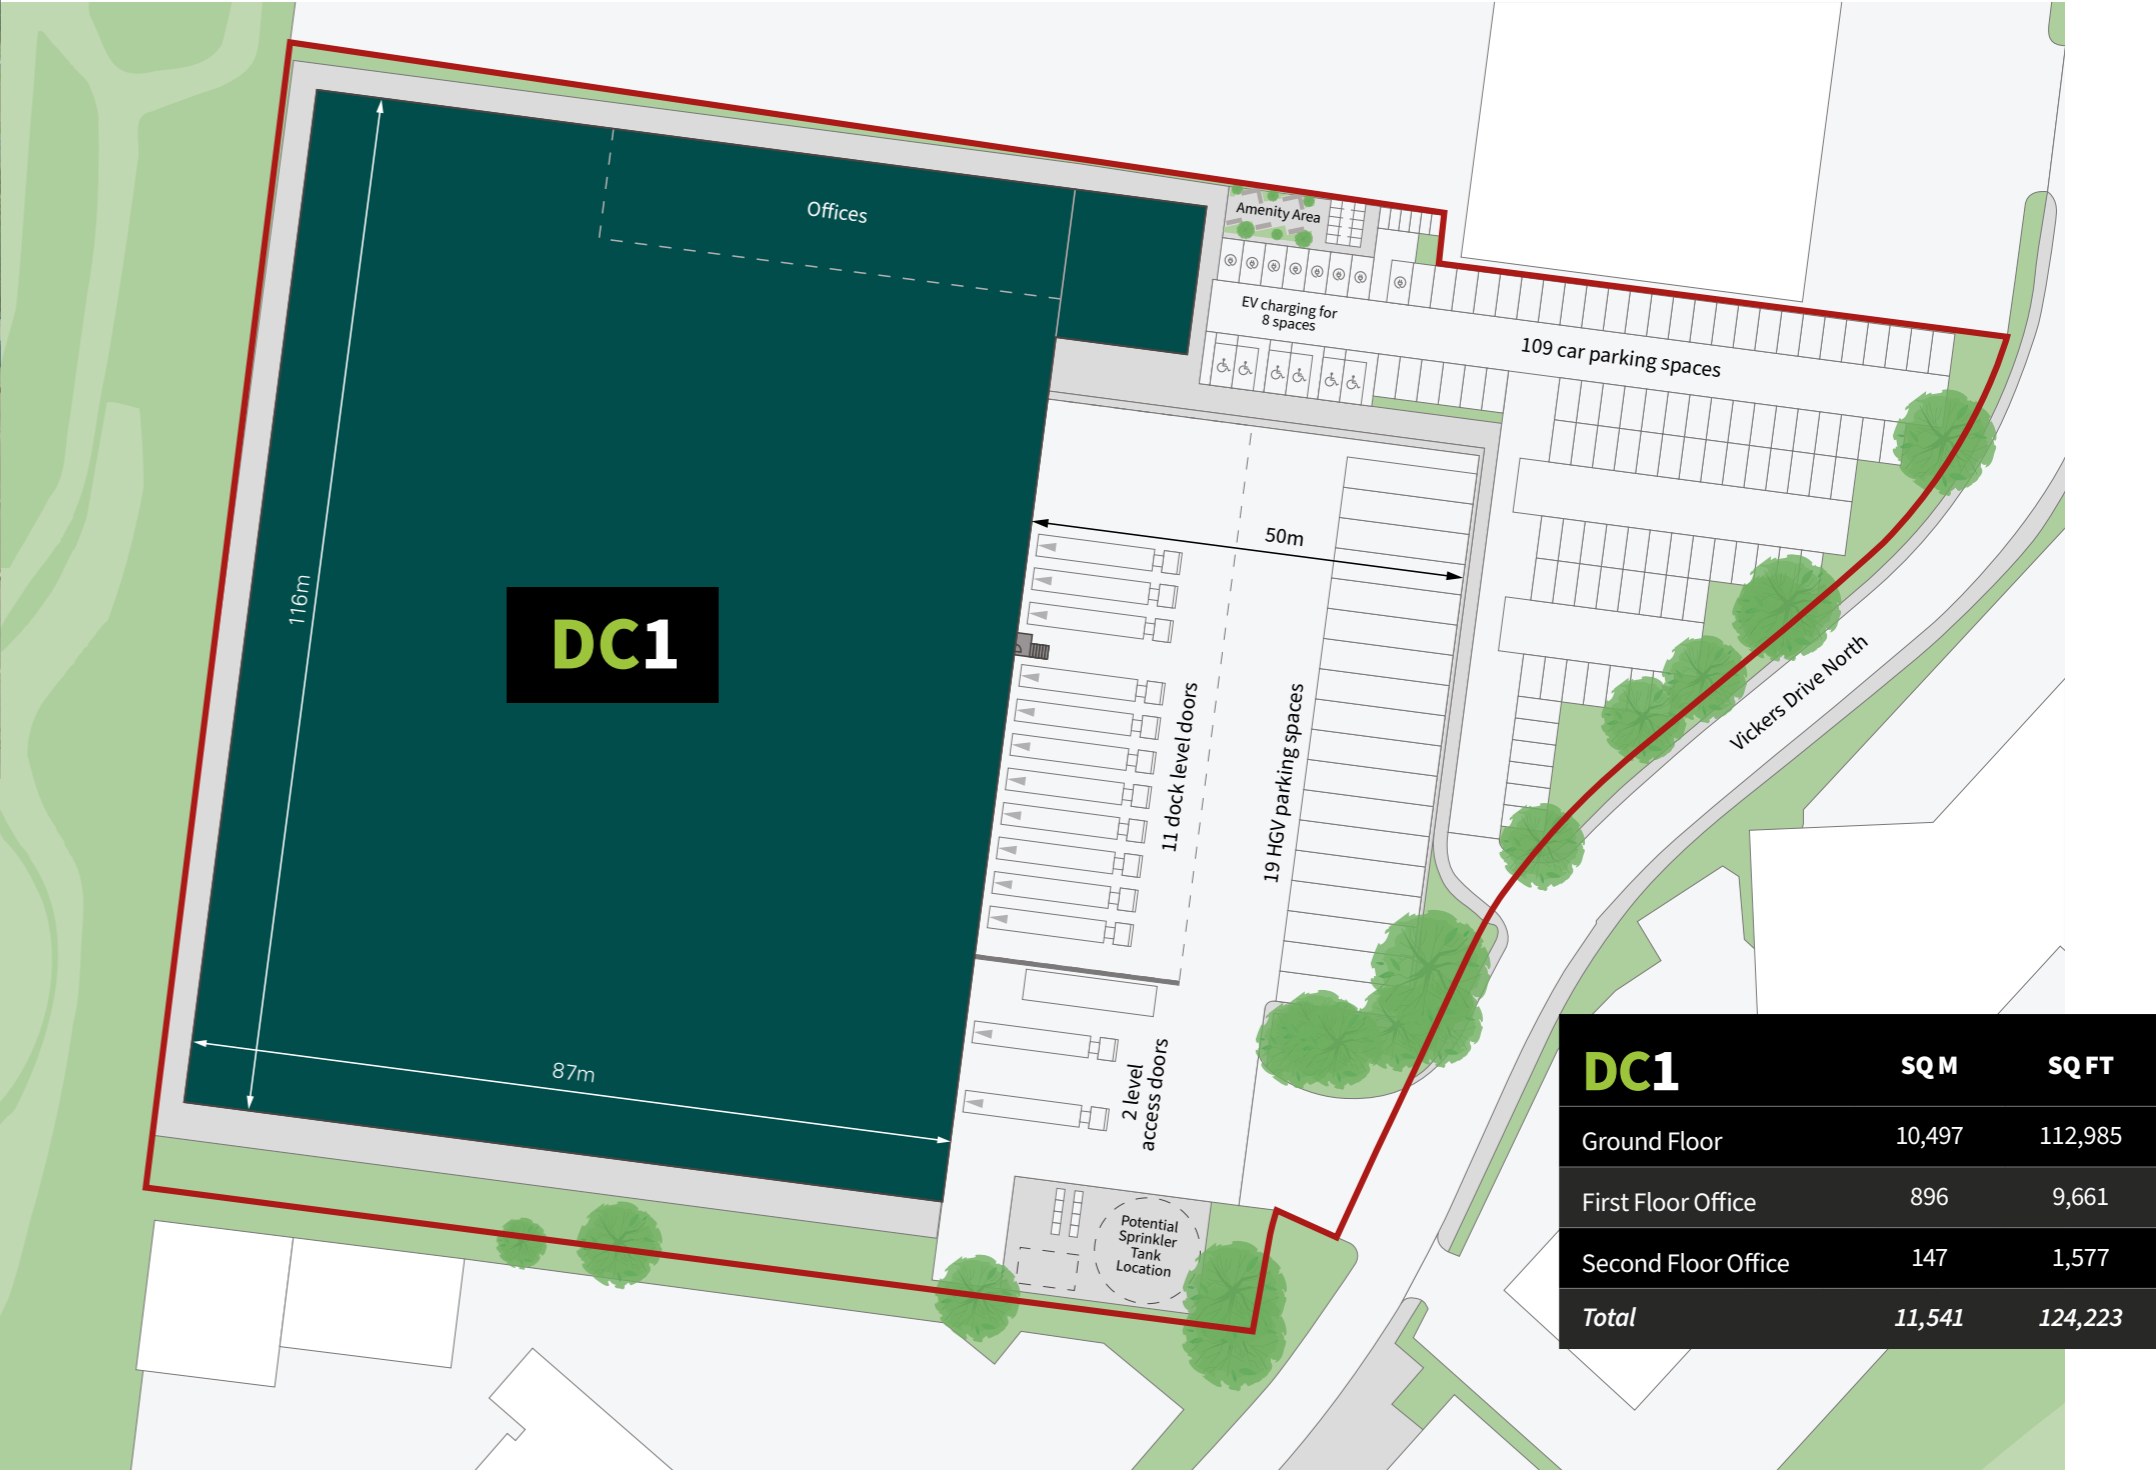 Offices
Amenity Area
EV charging for
8 spaces
109 car parking spaces
50m
116m
DC1
11 dock level doors
19 HGV parking spaces
Vickers Drive North
87m
2 level
access doors
Potential
Sprinkler
Tank
Location
DC1 SQ M SQ FT
Ground Floor 10,497 112,985
First Floor Office 896 9,661
Second Floor Office 147 1,577
Total 11,541 124,223